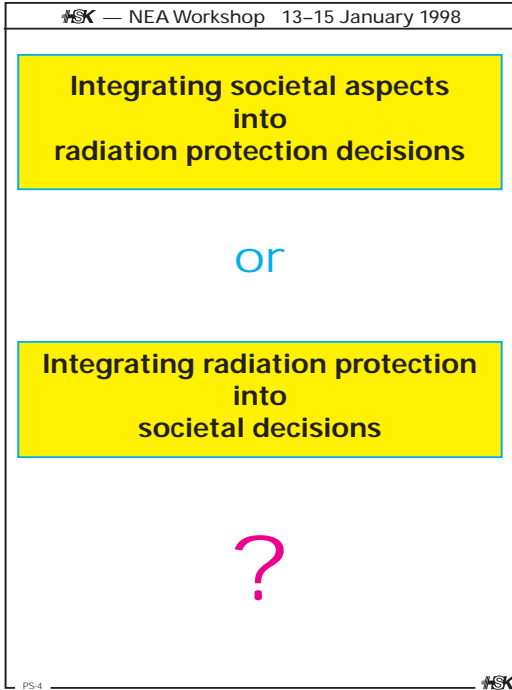 HSK — NEA Workshop 13–15 January 1998
Integrating societal aspects
into
radiation protection decisions
or
Integrating radiation protection
into
societal decisions
?
PS-4
HSK